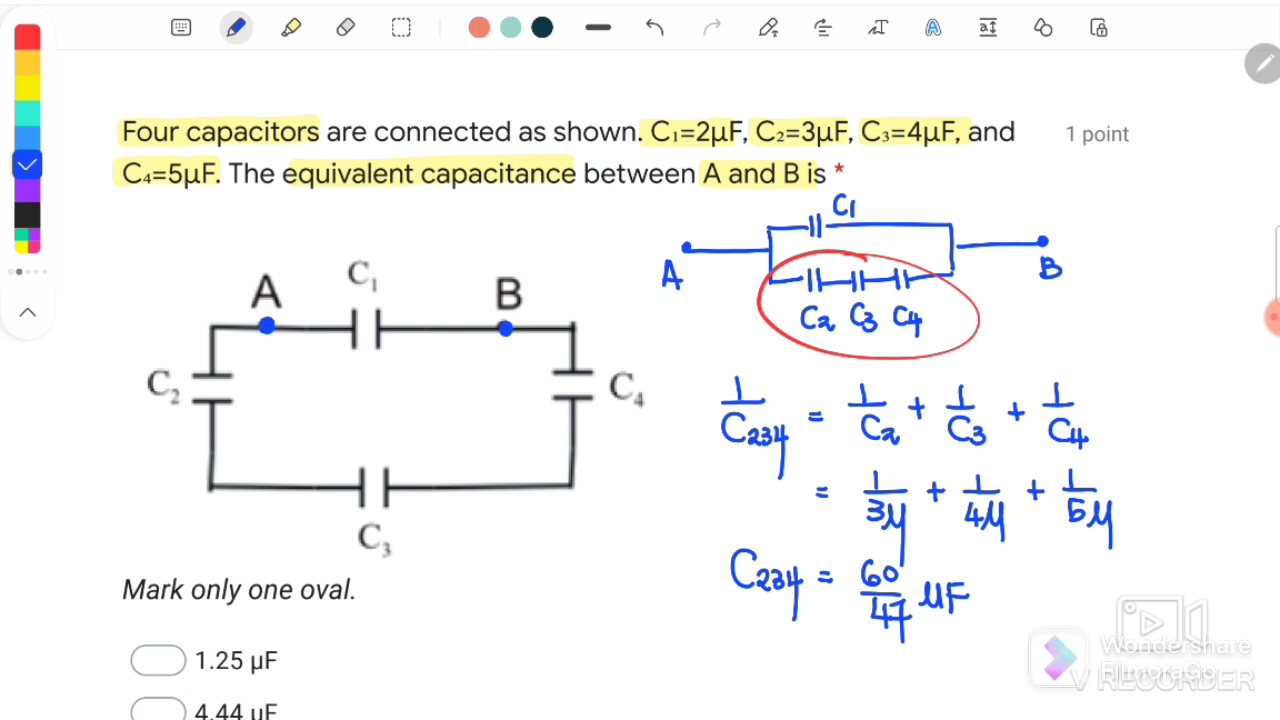 Four capacitors are connected as shown. C₁=2μF, C₂=3μF, C₃=4μF, and
1 point
C₄=5μF. The equivalent capacitance between A and B is *
C1
A
B
C2 C3 C4
A
C₁
B
C₂
C₄
C₃
1/C234 = 1/C2 + 1/C3 + 1/C4
= 1/3μ + 1/4μ + 1/5μ
C234 = 60/47 μF
Mark only one oval.
1.25 μF
4.44 μF
Wondershare
FilmoraGo
V RECORDER